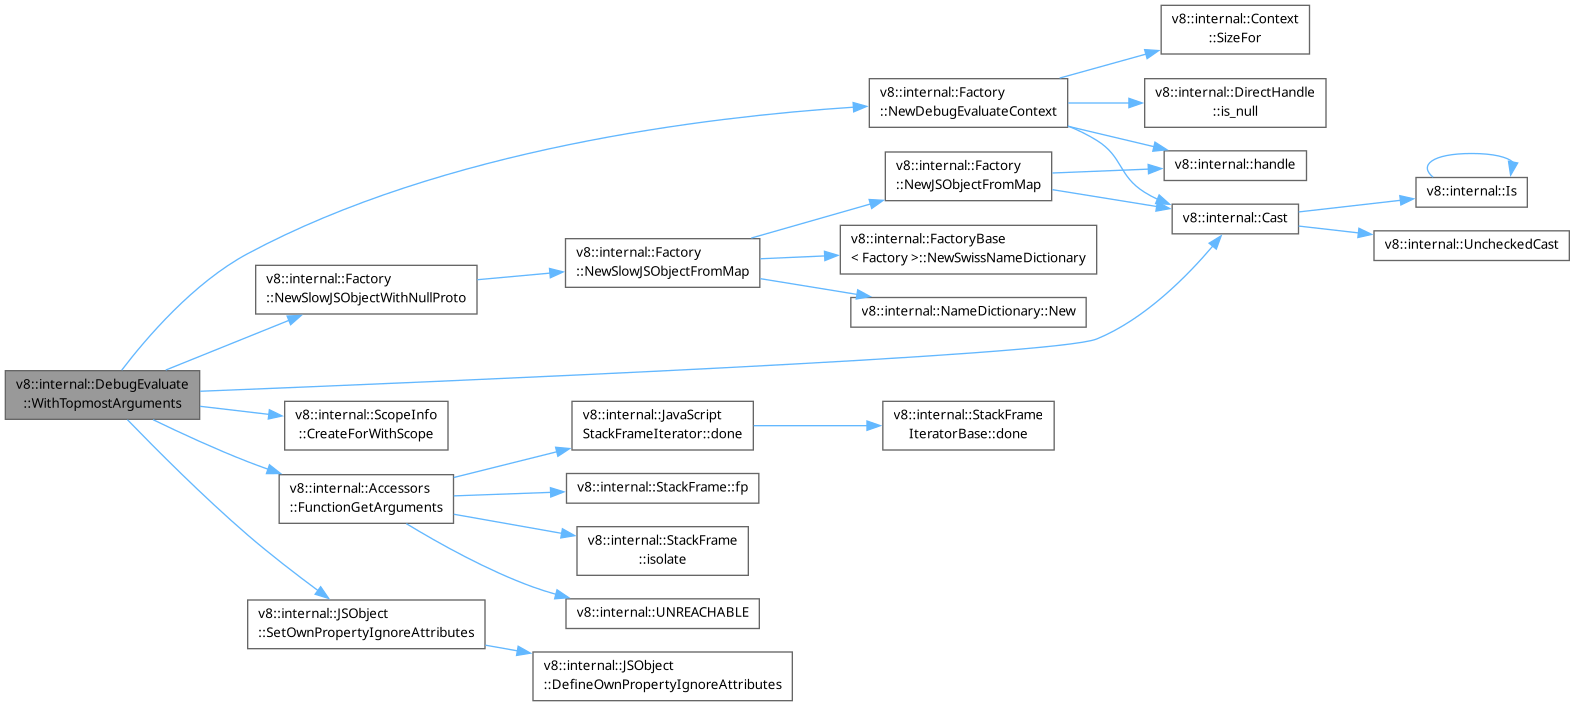 v8::internal::Context
::SizeFor
v8::internal::Factory
::NewDebugEvaluateContext
v8::internal::DirectHandle
::is_null
v8::internal::handle
v8::internal::Factory
::NewJSObjectFromMap
v8::internal::Is
v8::internal::Cast
v8::internal::UncheckedCast
v8::internal::FactoryBase
< Factory >::NewSwissNameDictionary
v8::internal::Factory
::NewSlowJSObjectFromMap
v8::internal::Factory
::NewSlowJSObjectWithNullProto
v8::internal::NameDictionary::New
v8::internal::DebugEvaluate
::WithTopmostArguments
v8::internal::ScopeInfo
::CreateForWithScope
v8::internal::JavaScript
StackFrameIterator::done
v8::internal::StackFrame
IteratorBase::done
v8::internal::Accessors
::FunctionGetArguments
v8::internal::StackFrame::fp
v8::internal::StackFrame
::isolate
v8::internal::UNREACHABLE
v8::internal::JSObject
::SetOwnPropertyIgnoreAttributes
v8::internal::JSObject
::DefineOwnPropertyIgnoreAttributes